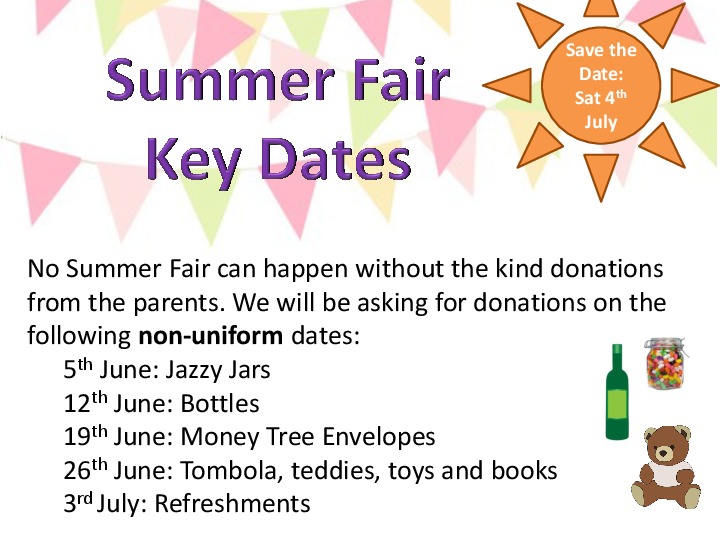 Summer Fair
Key Dates
Save the
Date:
Sat 4th
July
No Summer Fair can happen without the kind donations
from the parents. We will be asking for donations on the
following non-uniform dates:
5th June: Jazzy Jars
12th June: Bottles
19th June: Money Tree Envelopes
26th June: Tombola, teddies, toys and books
3rd July: Refreshments